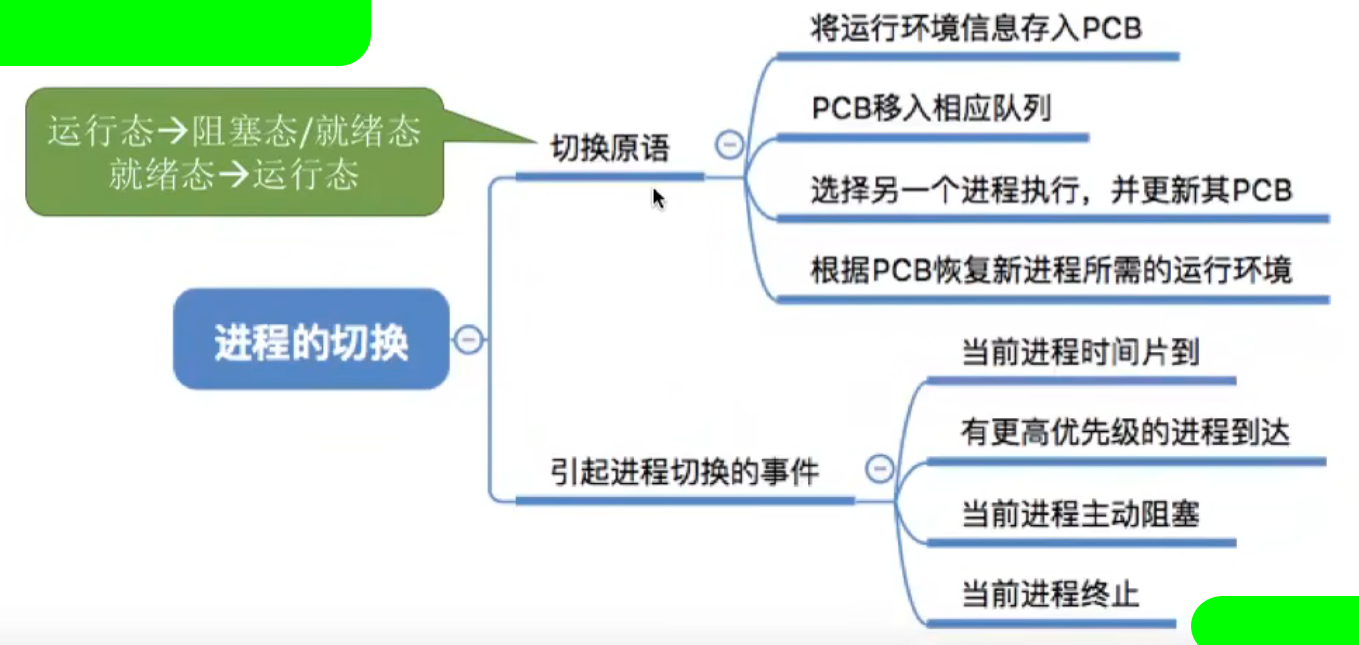 将运行环境信息存入PCB
PCB移入相应队列
运行态→阻塞态/就绪态
就绪态→运行态
切换原语
选择另一个进程执行，并更新其PCB
根据PCB恢复新进程所需的运行环境
进程的切换
当前进程时间片到
有更高优先级的进程到达
引起进程切换的事件
当前进程主动阻塞
当前进程终止